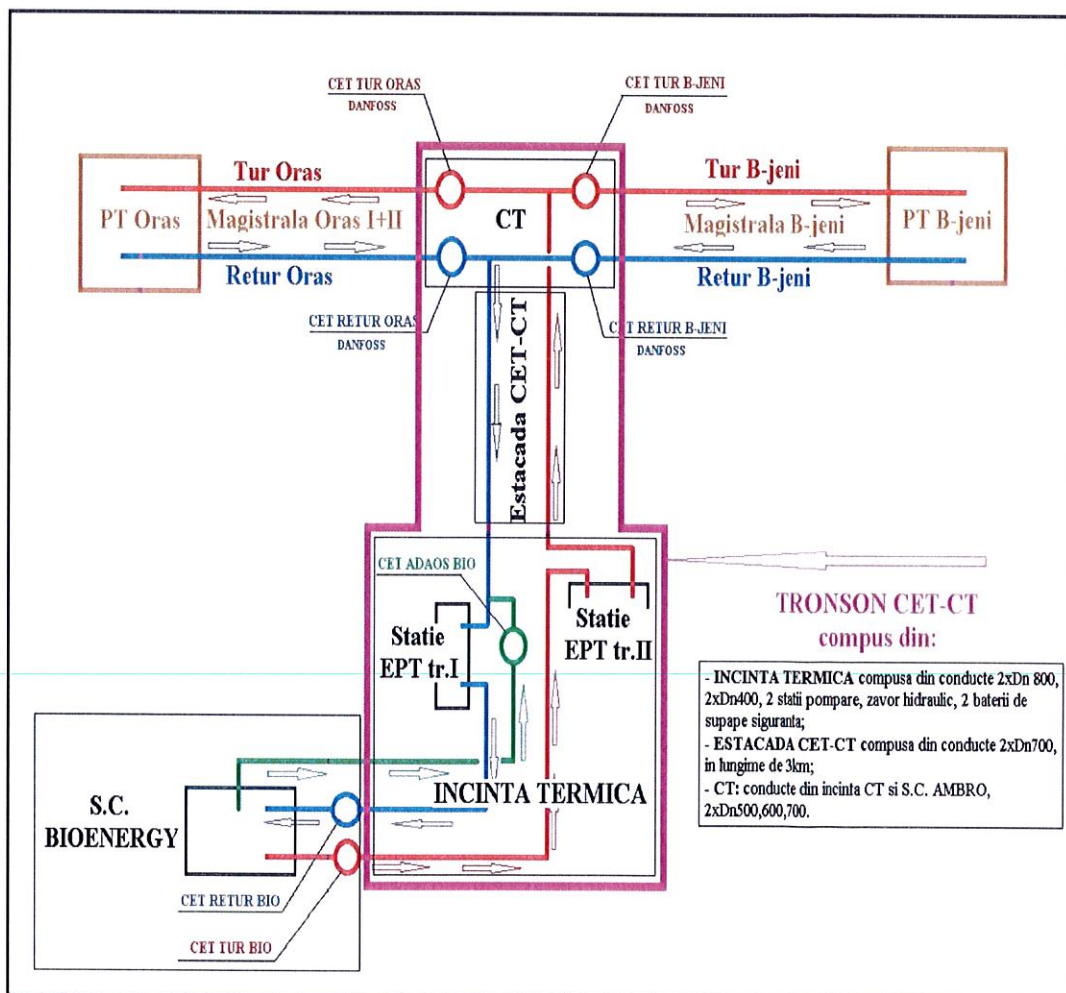 CET TUR ORAS
DANFOSS
CET TUR B-JENI
DANFOSS
Tur Oras
Tur B-jeni
PT Oras
Magistrala Oras I+II
CT
Magistrala B-jeni
PT B-jeni
Retur Oras
Retur B-jeni
CET RETUR ORAS
DANFOSS
CET RETUR B-JENI
DANFOSS
Estacada CET-CT
CET ADAOS BIO
Statie
EPT tr.I
Statie
EPT tr.II
TRONSON CET-CT
compus din:
- INCINTA TERMICA compusa din conducte 2xDn 800,
2xDn400, 2 statii pompare, zavor hidraulic, 2 baterii de
supape siguranta;
- ESTACADA CET-CT compusa din conducte 2xDn700,
in lungime de 3km;
- CT: conducte din incinta CT si S.C. AMBRO,
2xDn500,600,700.
INCINTA TERMICA
S.C.
BIOENERGY
CET RETUR BIO
CET TUR BIO